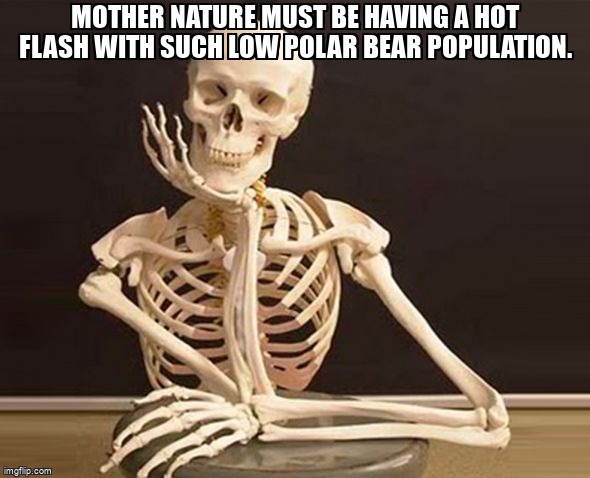 MOTHER NATURE MUST BE HAVING A HOT
FLASH WITH SUCH LOW POLAR BEAR POPULATION.
imgflip.com